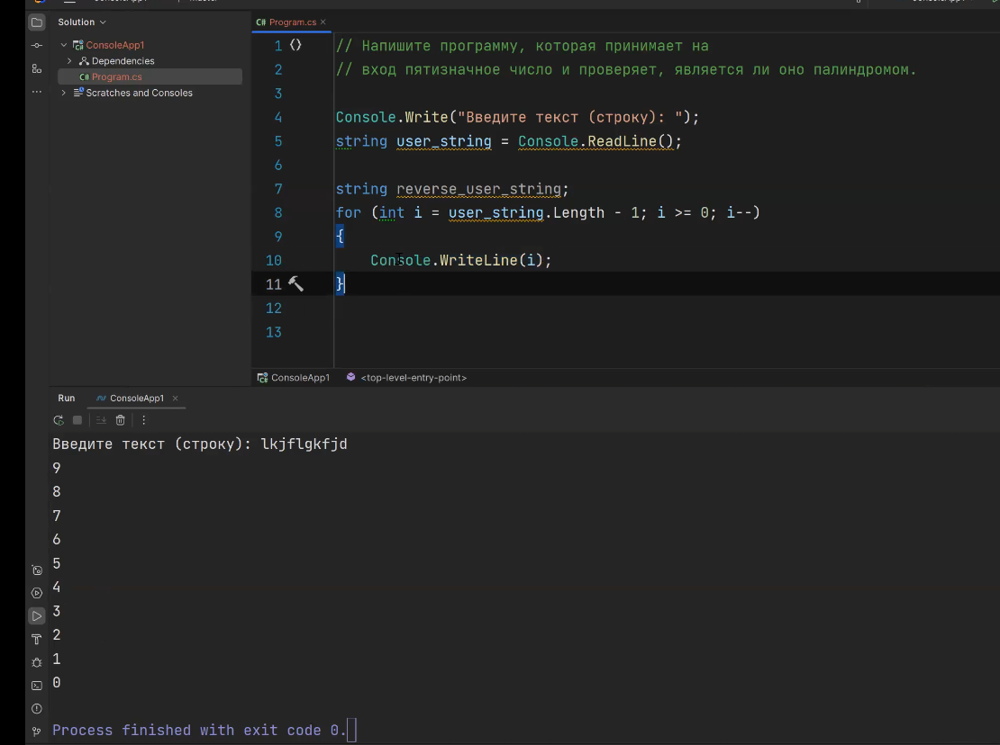 Solution
C# Program.cs
ConsoleApp1
Dependencies
C# Program.cs
Scratches and Consoles
1 // Напишите программу, которая принимает на
2 // вход пятизначное число и проверяет, является ли оно палиндромом.
3
4 Console.Write("Введите текст (строку): ");
5 string user_string = Console.ReadLine();
6
7 string reverse_user_string;
8 for (int i = user_string.Length - 1; i >= 0; i--)
9 {
10 Console.WriteLine(i);
11 }
12
13
ConsoleApp1 <top-level-entry-point>
Run ConsoleApp1
Введите текст (строку): lkjflgkfjd
9
8
7
6
5
4
3
2
1
0
Process finished with exit code 0.